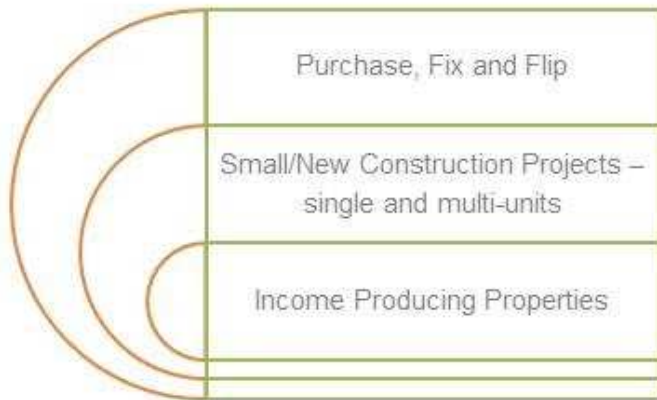 Purchase, Fix and Flip
Small/New Construction Projects –
single and multi-units
Income Producing Properties